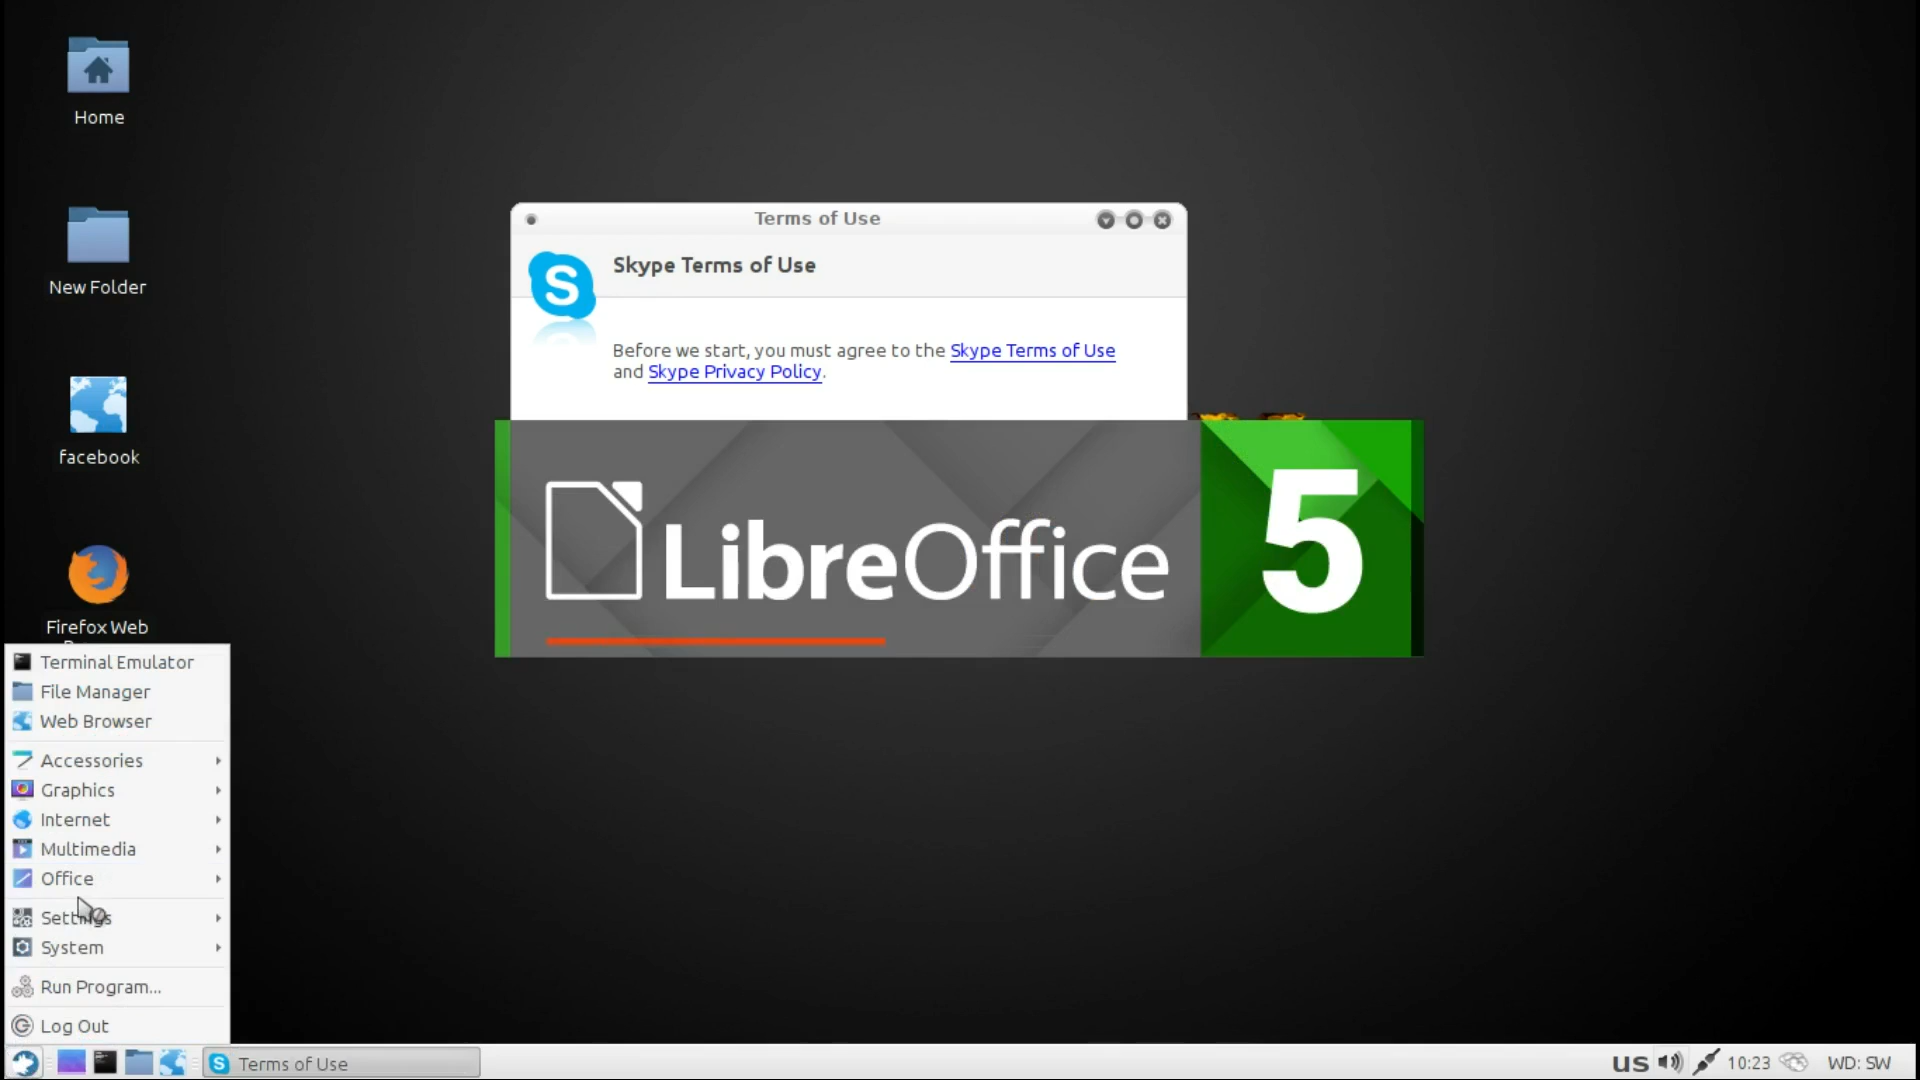 Home
New Folder
facebook
Firefox Web
Terms of Use
Skype Terms of Use
Before we start, you must agree to the Skype Terms of Use
and Skype Privacy Policy.
LibreOffice 5
Terminal Emulator
File Manager
Web Browser
Accessories
Graphics
Internet
Multimedia
Office
Settings
System
Run Program...
Log Out
Terms of Use
us
10:23
WD: SW